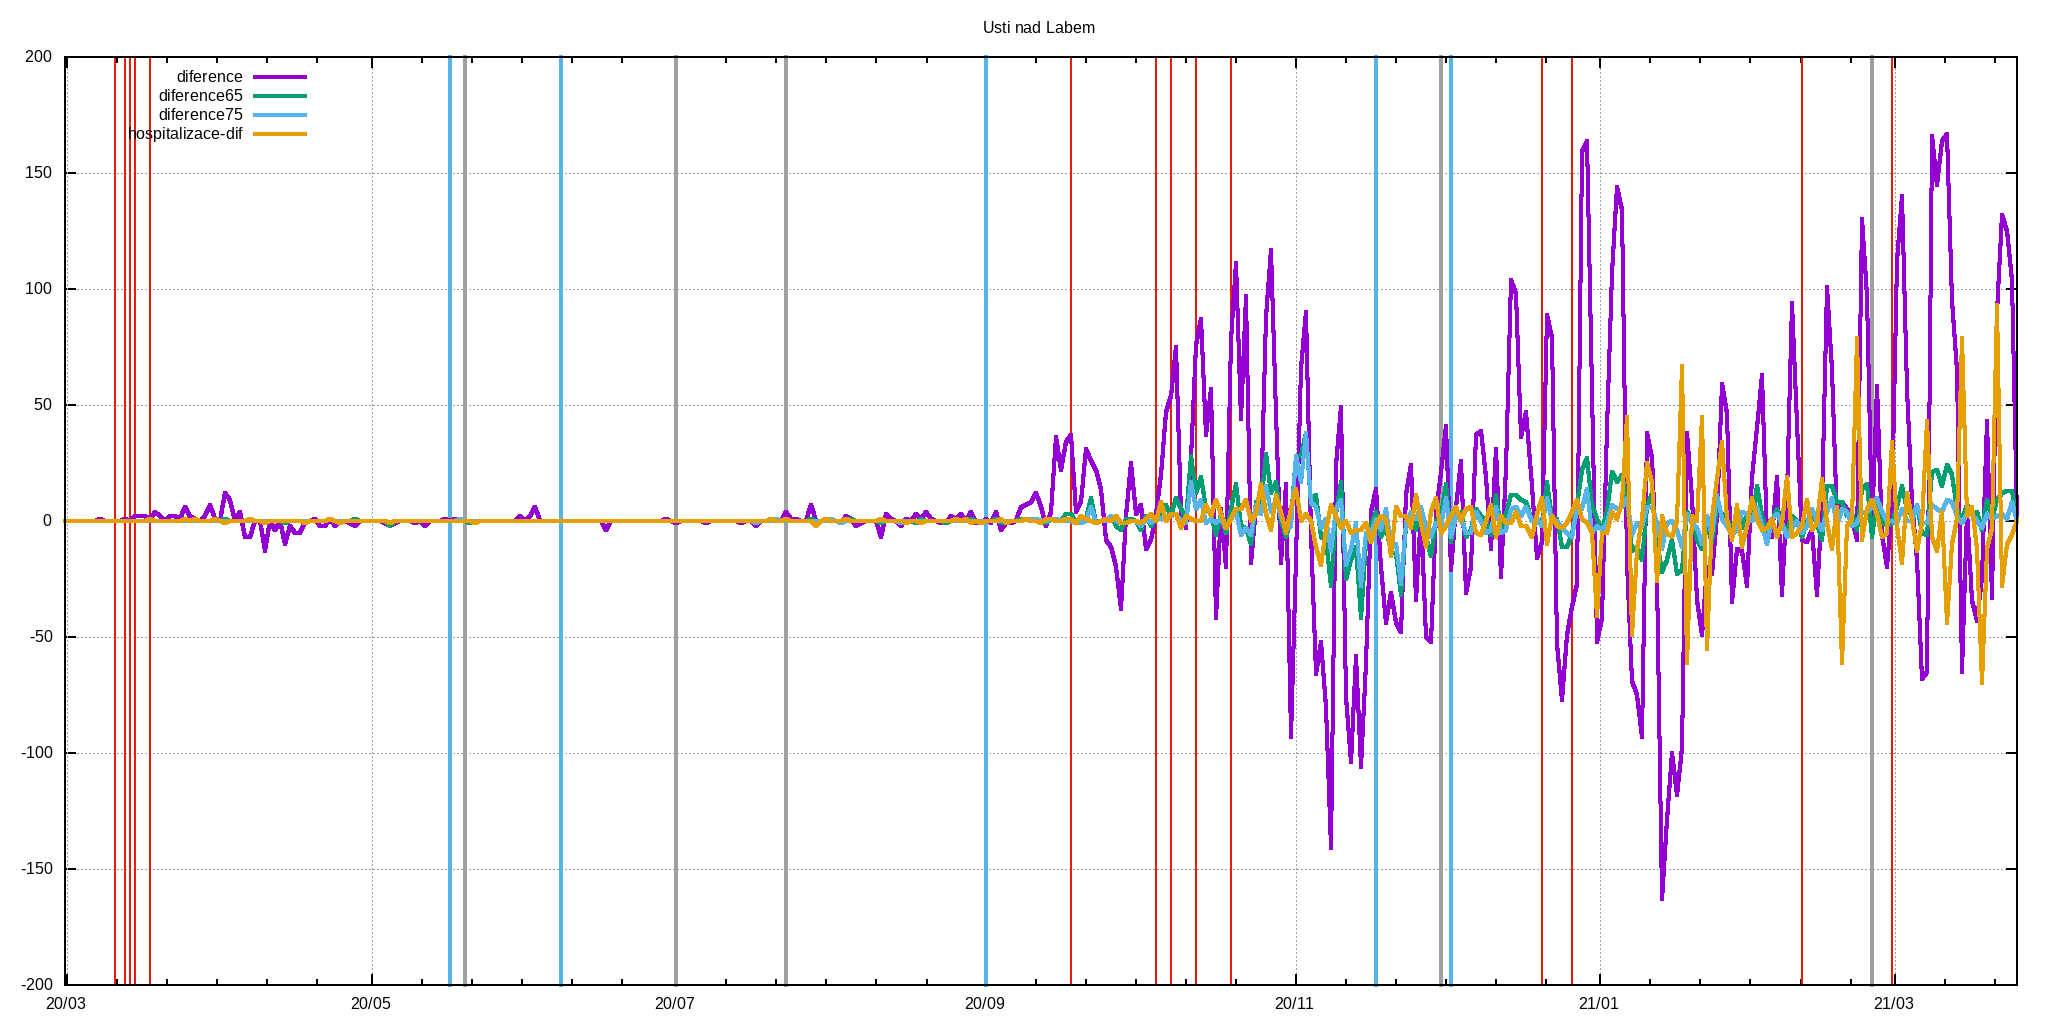 Usti nad Labem
200
150
100
50
0
-50
-100
-150
-200
diference
diference65
diference75
hospitalizace-dif
20/03 20/05 20/07 20/09 20/11 21/01 21/03